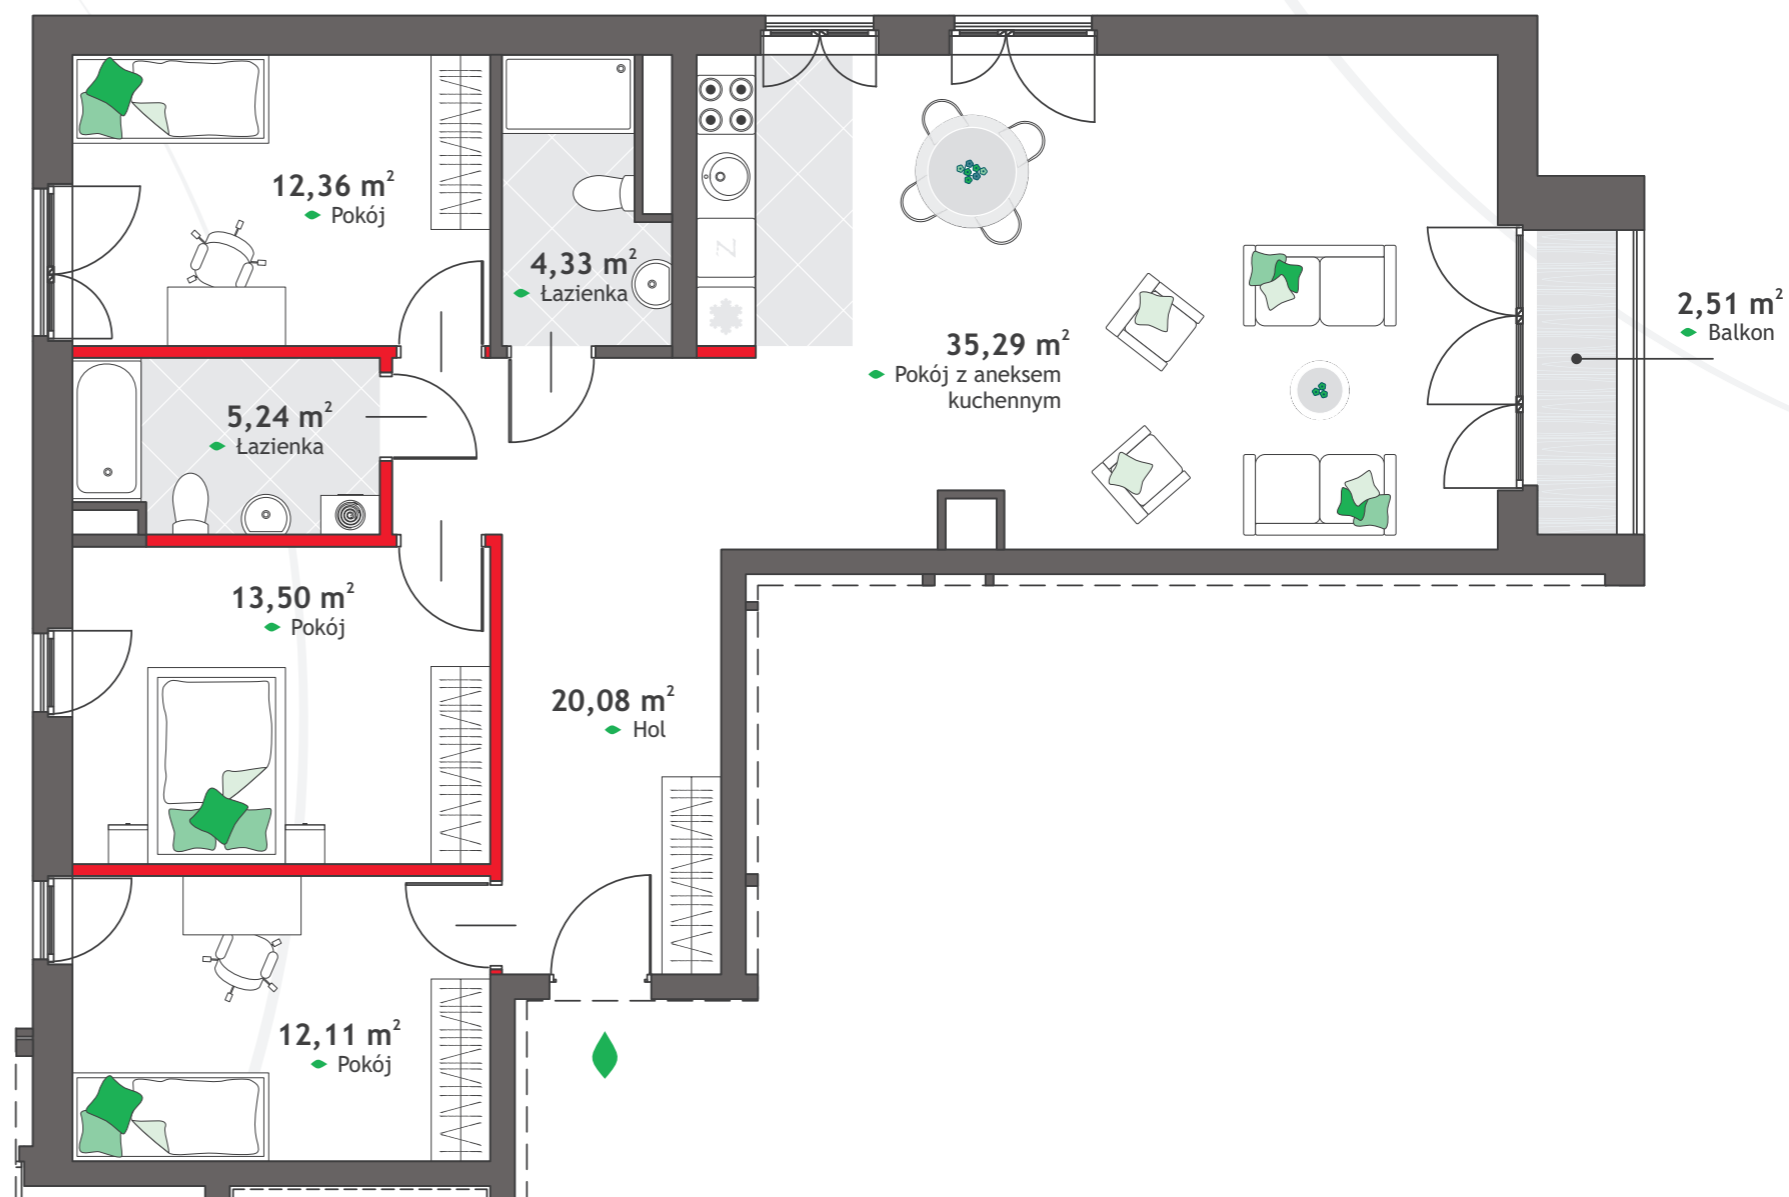 12,36 m²
Pokój
4,33 m²
Łazienka
Z
35,29 m²
Pokój z aneksem
kuchennym
2,51 m²
Balkon
5,24 m²
Łazienka
13,50 m²
Pokój
20,08 m²
Hol
12,11 m²
Pokój